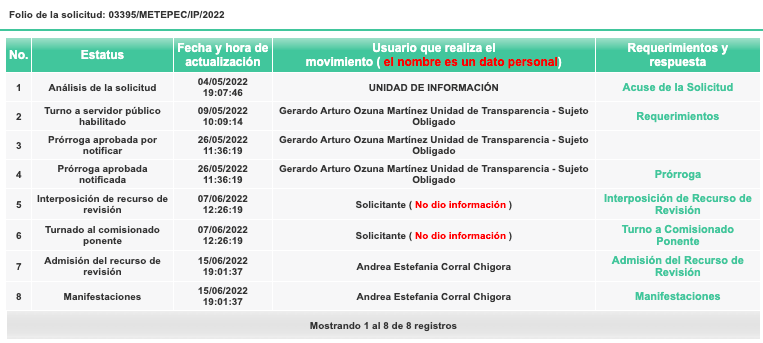 Folio de la solicitud: 03395/METEPEC/IP/2022
No. Estatus Fecha y hora de actualización Usuario que realiza el movimiento ( el nombre es un dato personal) Requerimientos y respuesta
1 Análisis de la solicitud 04/05/2022 19:07:46 UNIDAD DE INFORMACIÓN Acuse de la Solicitud
2 Turno a servidor público habilitado 09/05/2022 10:09:14 Gerardo Arturo Ozuna Martínez Unidad de Transparencia - Sujeto Obligado Requerimientos
3 Prórroga aprobada por notificar 26/05/2022 11:36:19 Gerardo Arturo Ozuna Martínez Unidad de Transparencia - Sujeto Obligado
4 Prórroga aprobada notificada 26/05/2022 11:36:19 Gerardo Arturo Ozuna Martínez Unidad de Transparencia - Sujeto Obligado Prórroga
5 Interposición de recurso de revisión 07/06/2022 12:26:19 Solicitante ( No dio información ) Interposición de Recurso de Revisión
6 Turnado al comisionado ponente 07/06/2022 12:26:19 Solicitante ( No dio información ) Turno a Comisionado Ponente
7 Admisión del recurso de revisión 15/06/2022 19:01:37 Andrea Estefania Corral Chigora Admisión del Recurso de Revisión
8 Manifestaciones 15/06/2022 19:01:37 Andrea Estefania Corral Chigora Manifestaciones
Mostrando 1 al 8 de 8 registros